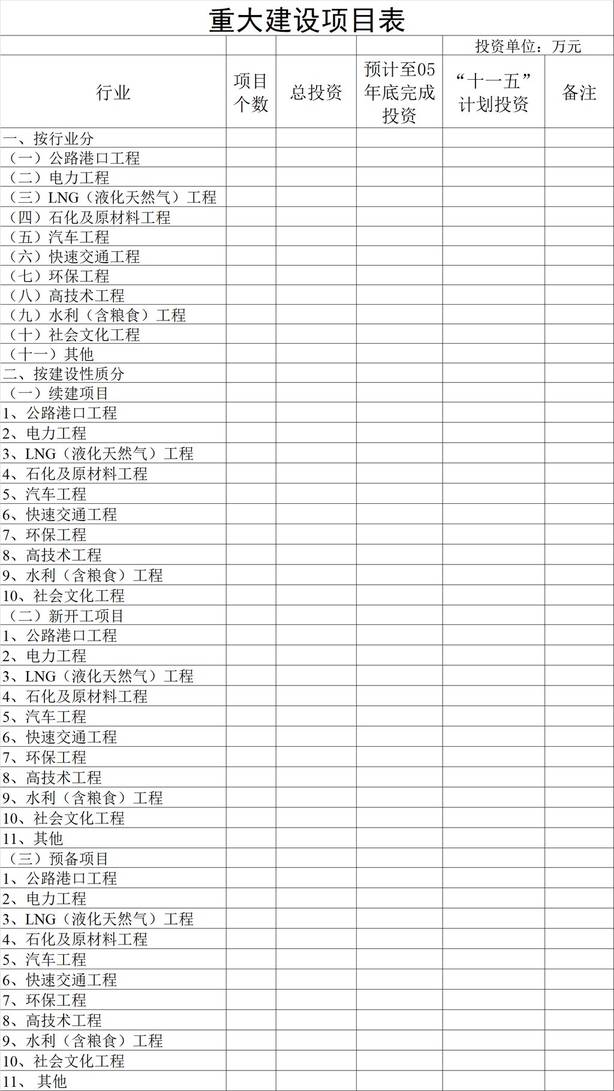 重大建设项目表
投资单位：万元
行业
项目
个数
总投资
预计至05
年底完成
投资
“十一五”
计划投资
备注
一、按行业分
（一）公路港口工程
（二）电力工程
（三）LNG（液化天然气）工程
（四）石化及原材料工程
（五）汽车工程
（六）快速交通工程
（七）环保工程
（八）高技术工程
（九）水利（含粮食）工程
（十）社会文化工程
（十一）其他
二、按建设性质分
（一）续建项目
1、公路港口工程
2、电力工程
3、LNG（液化天然气）工程
4、石化及原材料工程
5、汽车工程
6、快速交通工程
7、环保工程
8、高技术工程
9、水利（含粮食）工程
10、社会文化工程
（二）新开工项目
1、公路港口工程
2、电力工程
3、LNG（液化天然气）工程
4、石化及原材料工程
5、汽车工程
6、快速交通工程
7、环保工程
8、高技术工程
9、水利（含粮食）工程
10、社会文化工程
11、其他
（三）预备项目
1、公路港口工程
2、电力工程
3、LNG（液化天然气）工程
4、石化及原材料工程
5、汽车工程
6、快速交通工程
7、环保工程
8、高技术工程
9、水利（含粮食）工程
10、社会文化工程
11、 其他